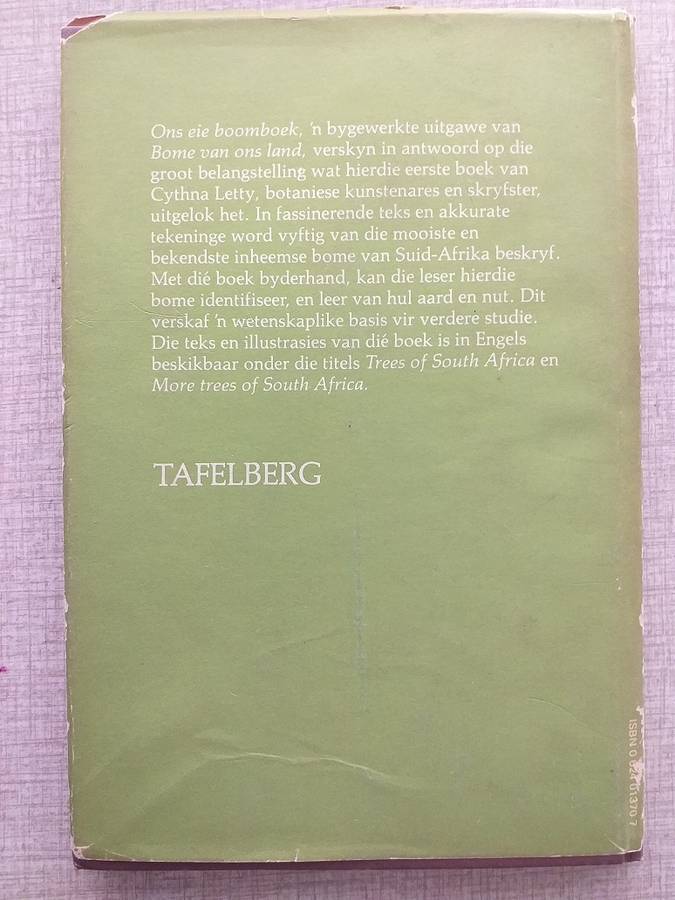 Ons eie boomboek, 'n bygewerkte uitgawe van
Bome van ons land, verskyn in antwoord op die
groot belangstelling wat hierdie eerste boek van
Cythna Letty, botaniese kunstenares en skryfster,
uitgelok het. In fassinerende teks en akkurate
tekeninge word vyftig van die mooiste en
bekendste inheemse bome van Suid-Afrika beskryf.
Met dié boek byderhand, kan die leser hierdie
bome identifiseer, en leer van hul aard en nut. Dit
verskaf 'n wetenskaplike basis vir verdere studie.
Die teks en illustrasies van dié boek is in Engels
beskikbaar onder die titels Trees of South Africa en
More trees of South Africa.
TAFELBERG
ISBN 0 624 01370 7